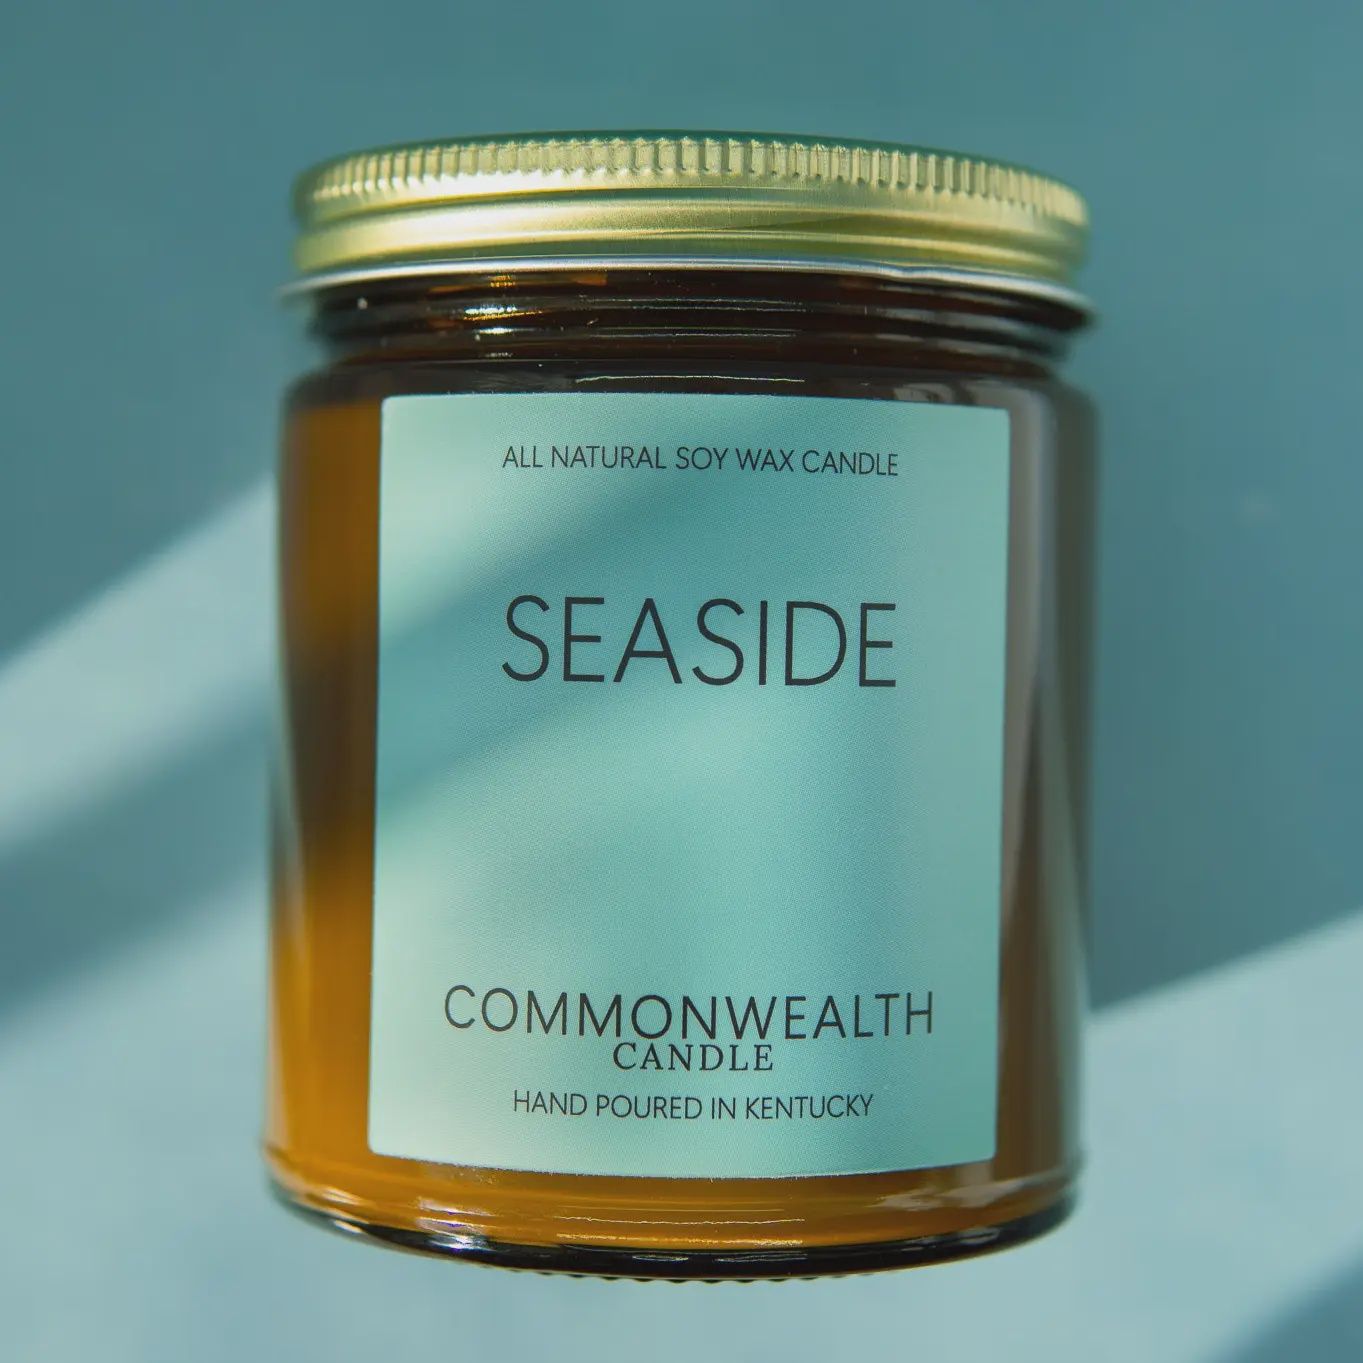 ALL NATURAL SOY WAX CANDLE
SEASIDE
COMMONWEALTH
CANDLE
HAND POURED IN KENTUCKY